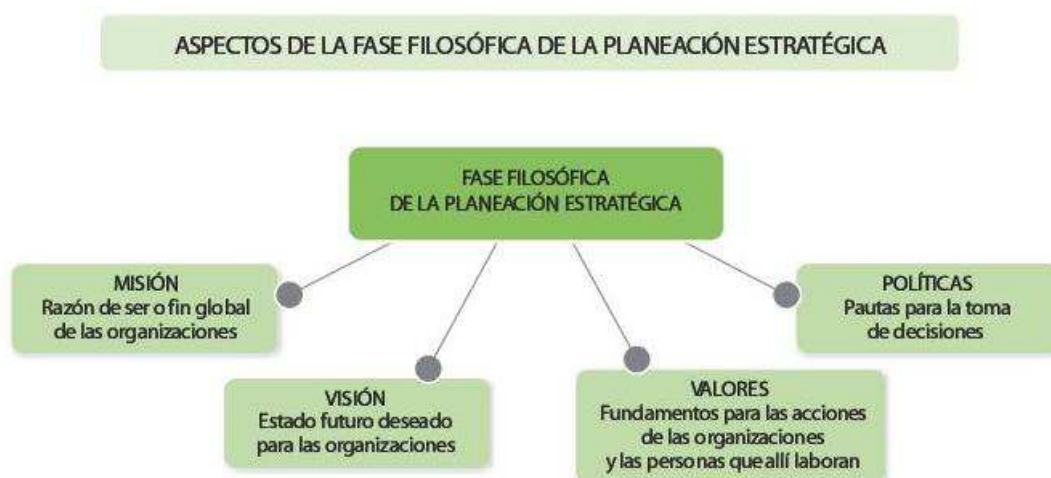 ASPECTOS DE LA FASE FILOSÓFICA DE LA PLANEACIÓN ESTRATÉGICA
FASE FILOSÓFICA
DE LA PLANEACIÓN ESTRATÉGICA
MISIÓN
Razón de ser o fin global
de las organizaciones
VISIÓN
Estado futuro deseado
para las organizaciones
VALORES
Fundamentos para las acciones
de las organizaciones
y las personas que allí laboran
POLÍTICAS
Pautas para la toma
de decisiones